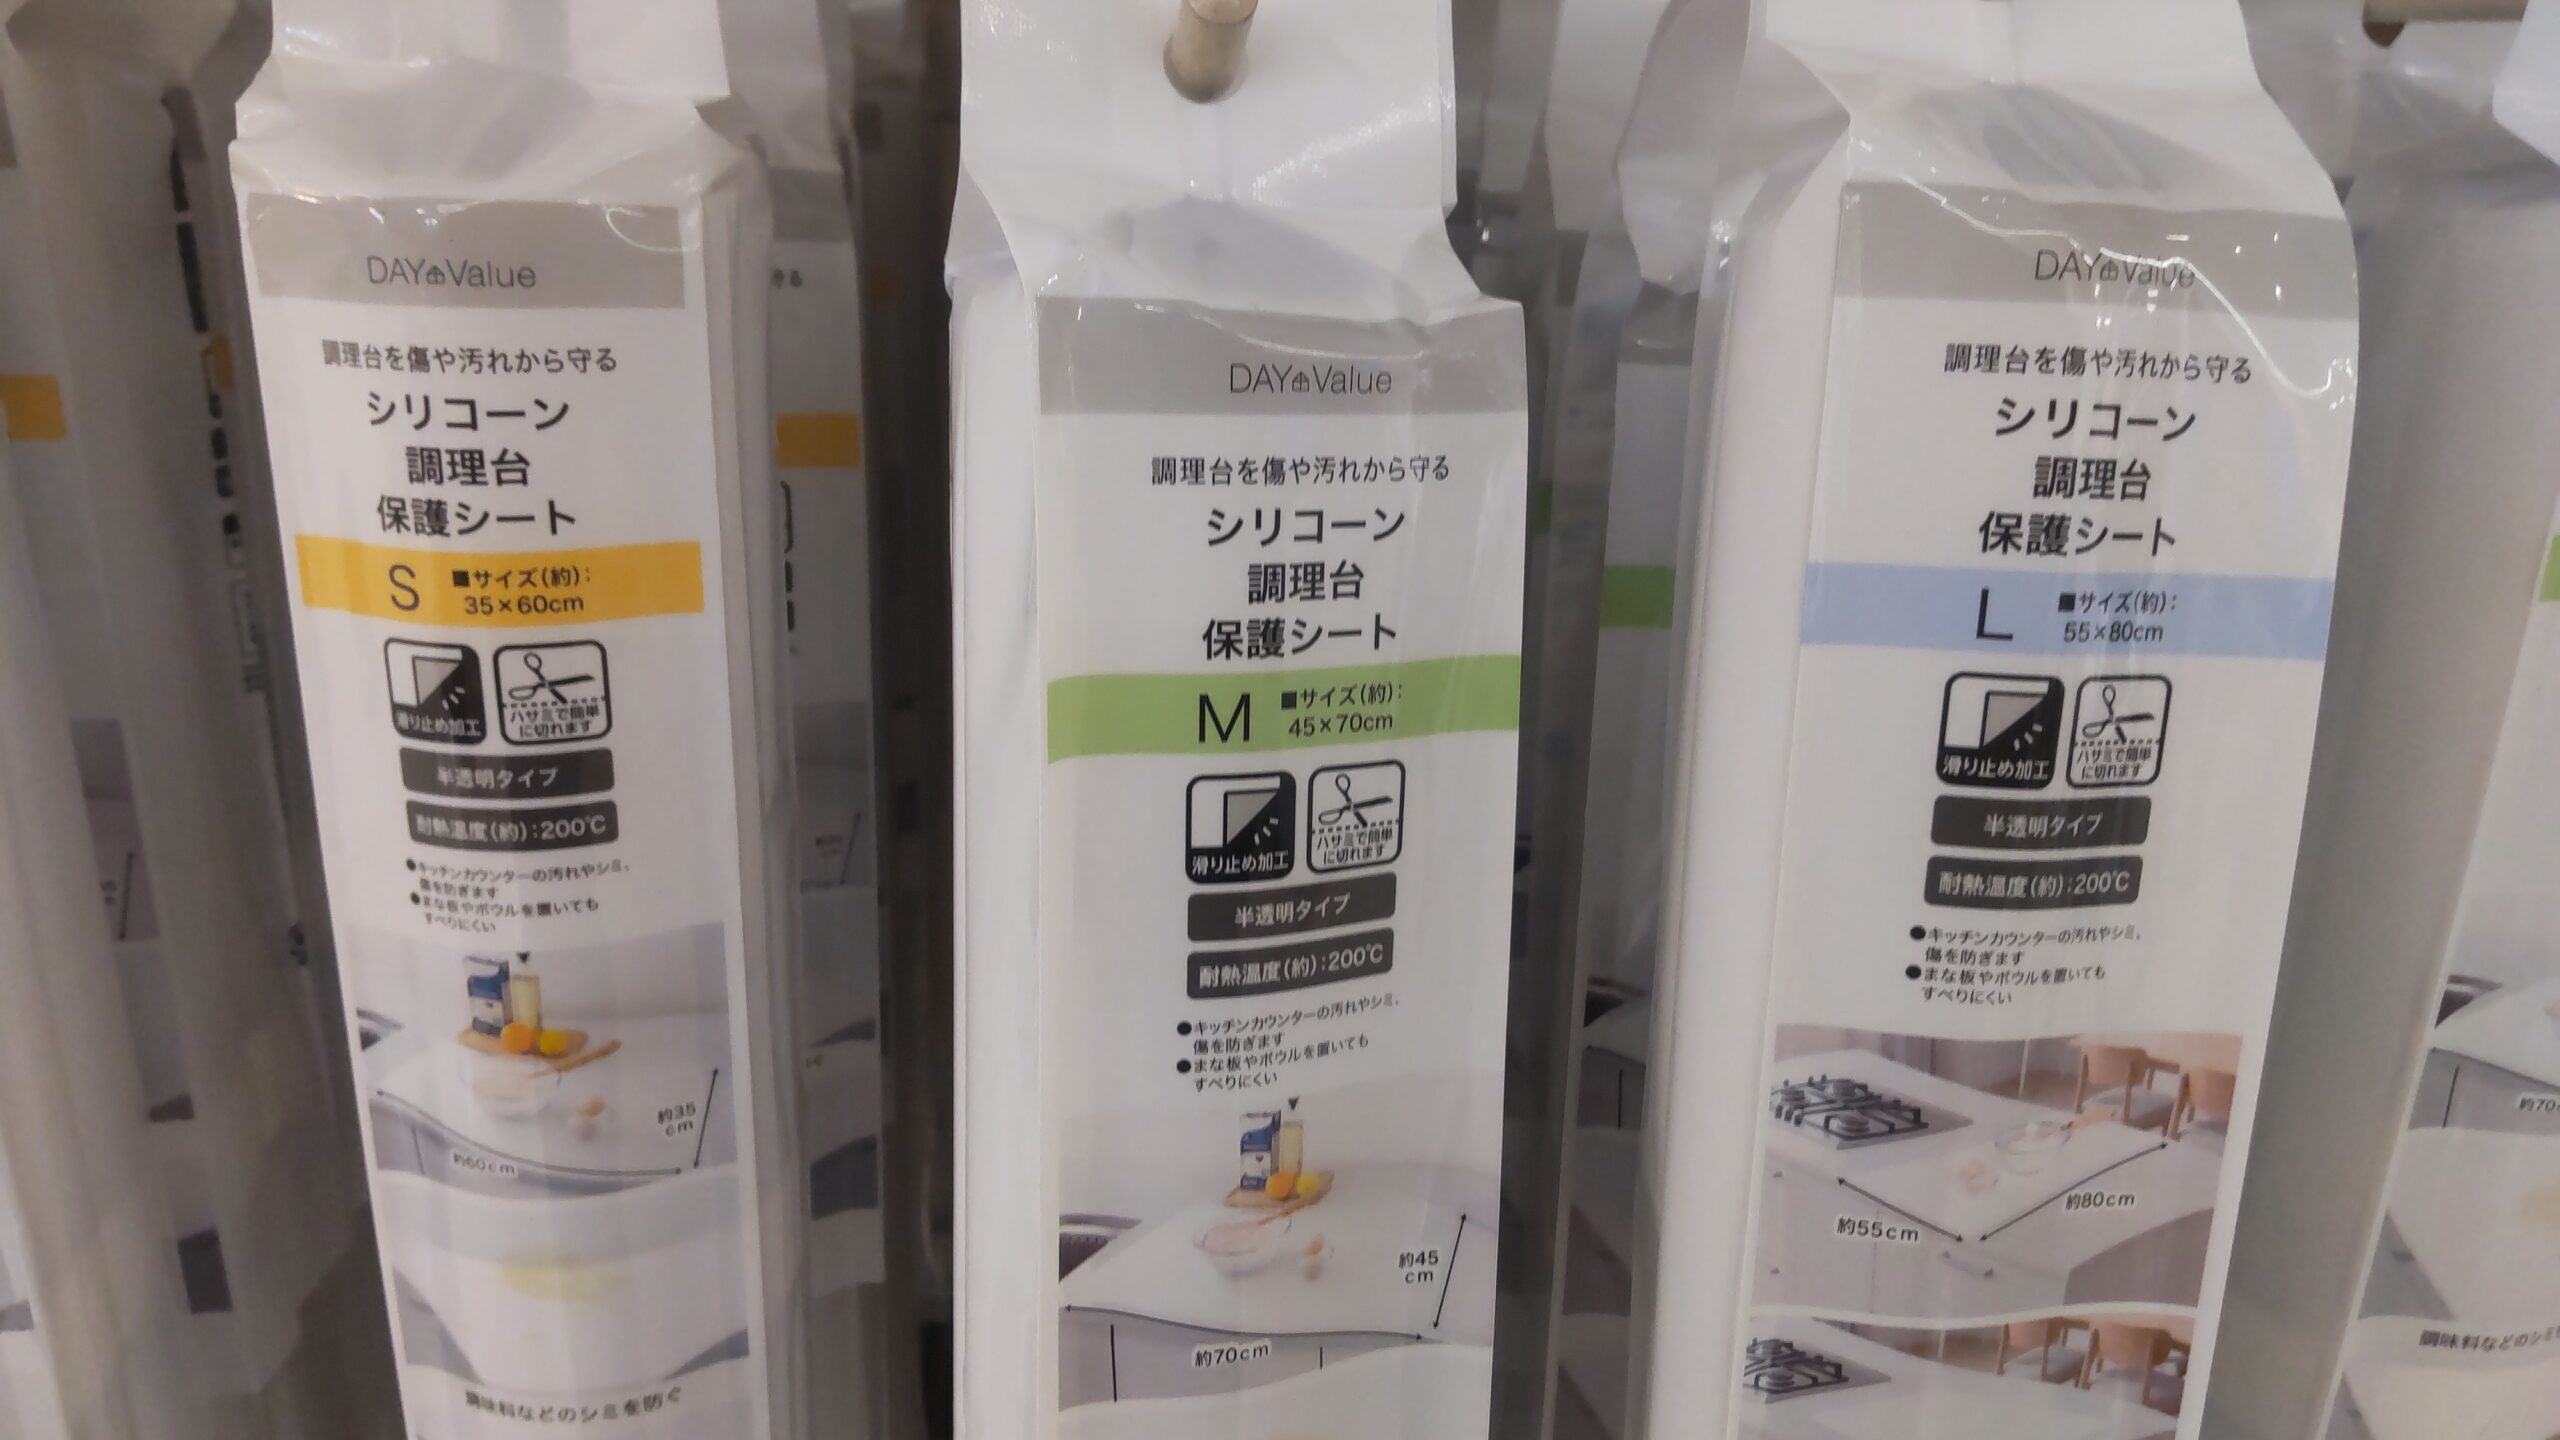 DAY Value
調理台を傷や汚れから守る
シリコーン
調理台
保護シート
S
■サイズ(約):
35×60cm
滑り止め加工
ハサミで簡単
に切れます
半透明タイプ
耐熱温度(約):200℃
●キッチンカウンターの汚れやシミ、
傷を防ぎます
●まな板やボウルを置いても
すべりにくい
約35
cm
約60cm
調味料などのシミを防ぐ
DAY Value
調理台を傷や汚れから守る
シリコーン
調理台
保護シート
M
■サイズ(約):
45×70cm
滑り止め加工
ハサミで簡単
に切れます
半透明タイプ
耐熱温度(約):200℃
●キッチンカウンターの汚れやシミ、
傷を防ぎます
●まな板やボウルを置いても
すべりにくい
約45
cm
約70cm
DAY Value
調理台を傷や汚れから守る
シリコーン
調理台
保護シート
L
■サイズ(約):
55×80cm
滑り止め加工
ハサミで簡単
に切れます
半透明タイプ
耐熱温度(約):200℃
●キッチンカウンターの汚れやシミ、
傷を防ぎます
●まな板やボウルを置いても
すべりにくい
約80cm
約55cm
約70
調味料などのシミ